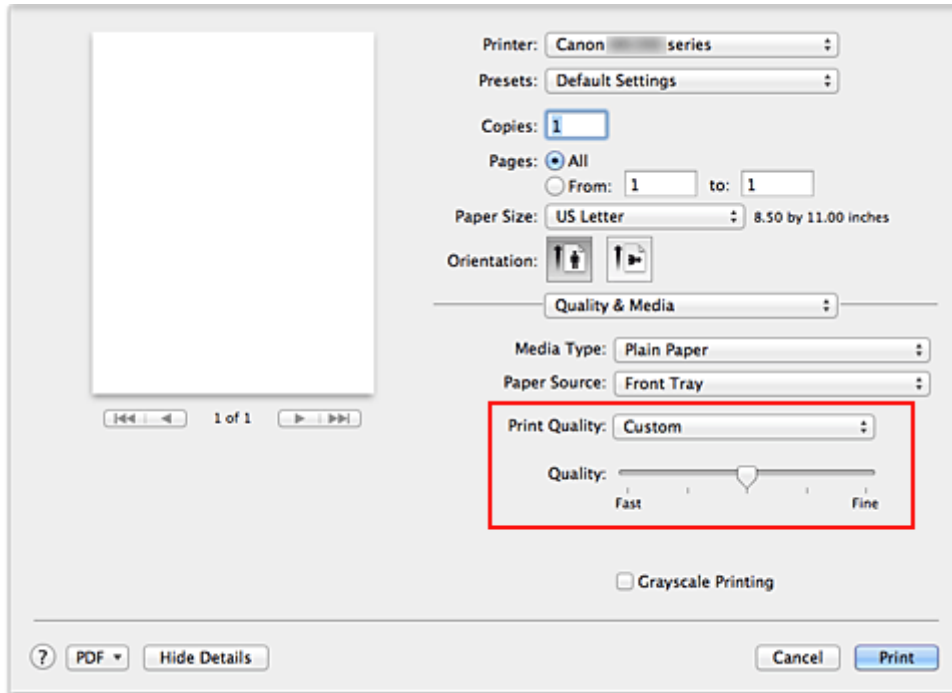 Printer: Canon series
Presets: Default Settings
Copies: 1
Pages: All
From: 1 to: 1
Paper Size: US Letter 8.50 by 11.00 inches
Orientation:
Quality & Media
Media Type: Plain Paper
Paper Source: Front Tray
1 of 1
Print Quality: Custom
Quality:
Fast Fine
Grayscale Printing
? PDF Hide Details Cancel Print